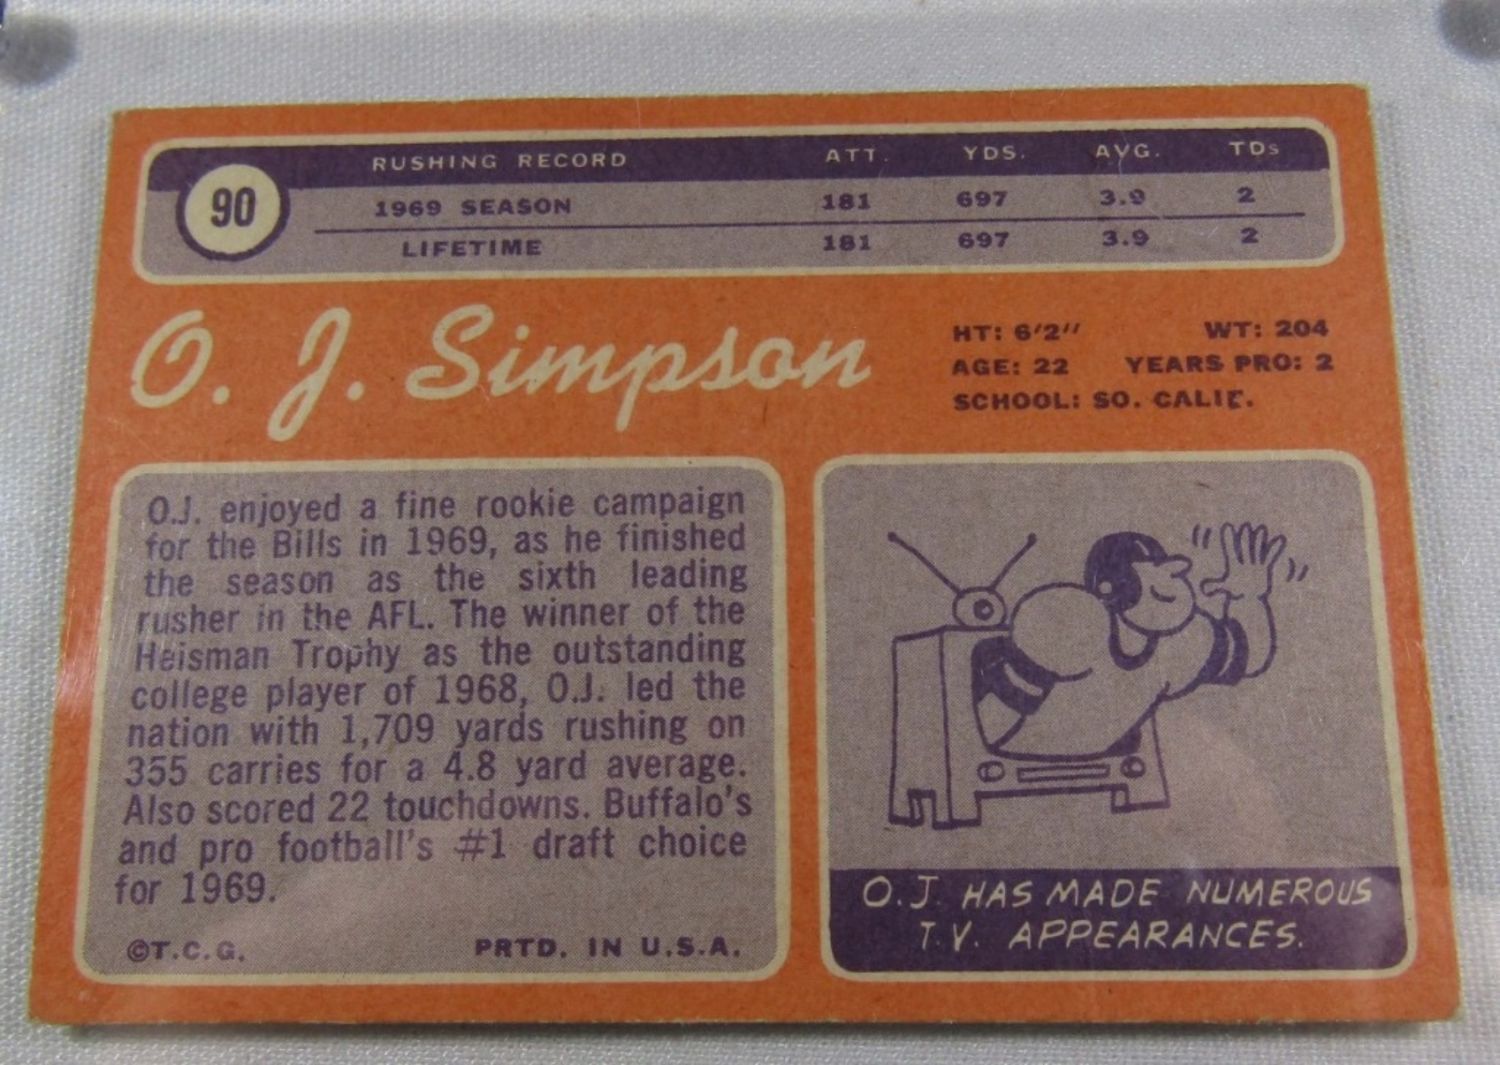 RUSHING RECORD ATT. YDS. AVG. TDs
90
1969 SEASON 181 697 3.9 2
LIFETIME 181 697 3.9 2
O. J. Simpson
HT: 6'2" WT: 204
AGE: 22 YEARS PRO: 2
SCHOOL: SO. CALIF.
O.J. enjoyed a fine rookie campaign
for the Bills in 1969, as he finished
the season as the sixth leading
rusher in the AFL. The winner of the
Heisman Trophy as the outstanding
college player of 1968, O.J. led the
nation with 1,709 yards rushing on
355 carries for a 4.8 yard average.
Also scored 22 touchdowns. Buffalo's
and pro football's #1 draft choice
for 1969.
©T.C.G. PRTD. IN U.S.A.
O.J. HAS MADE NUMEROUS
T.V. APPEARANCES.